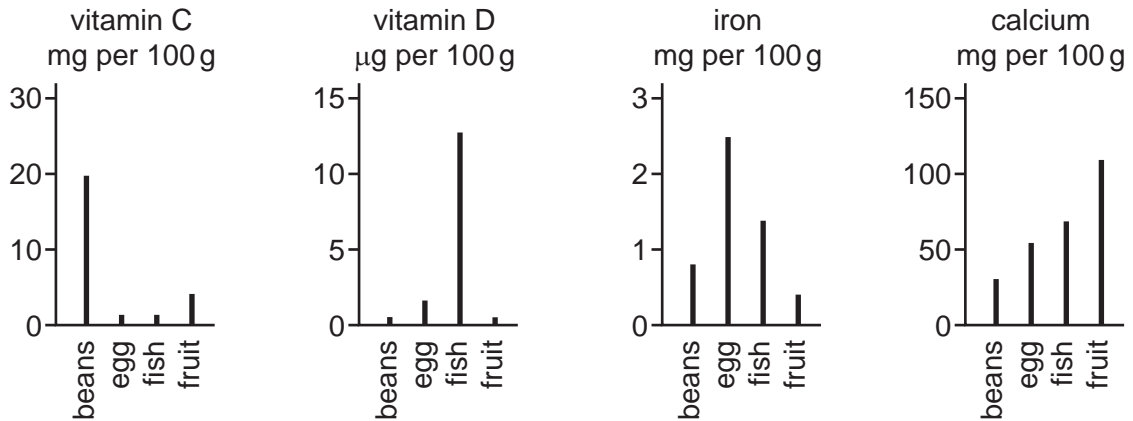 vitamin C
mg per 100 g
30
20
10
0
beans
egg
fish
fruit
vitamin D
μg per 100 g
15
10
5
0
beans
egg
fish
fruit
iron
mg per 100 g
3
2
1
0
beans
egg
fish
fruit
calcium
mg per 100 g
150
100
50
0
beans
egg
fish
fruit